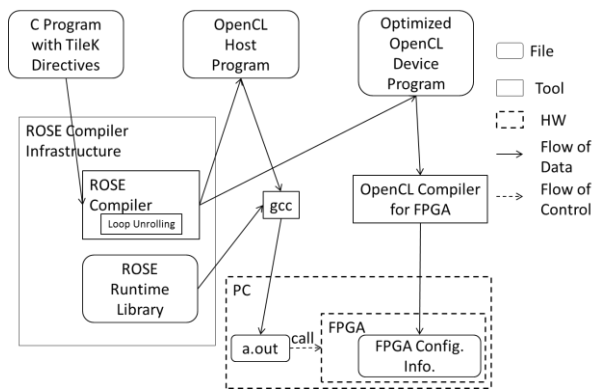 C Program
with TileK
Directives
OpenCL
Host
Program
Optimized
OpenCL
Device
Program
File
Tool
HW
Flow of
Data
Flow of
Control
ROSE Compiler
Infrastructure
ROSE
Compiler
Loop Unrolling
gcc
OpenCL Compiler
for FPGA
ROSE
Runtime
Library
PC
a.out
call
FPGA
FPGA Config.
Info.